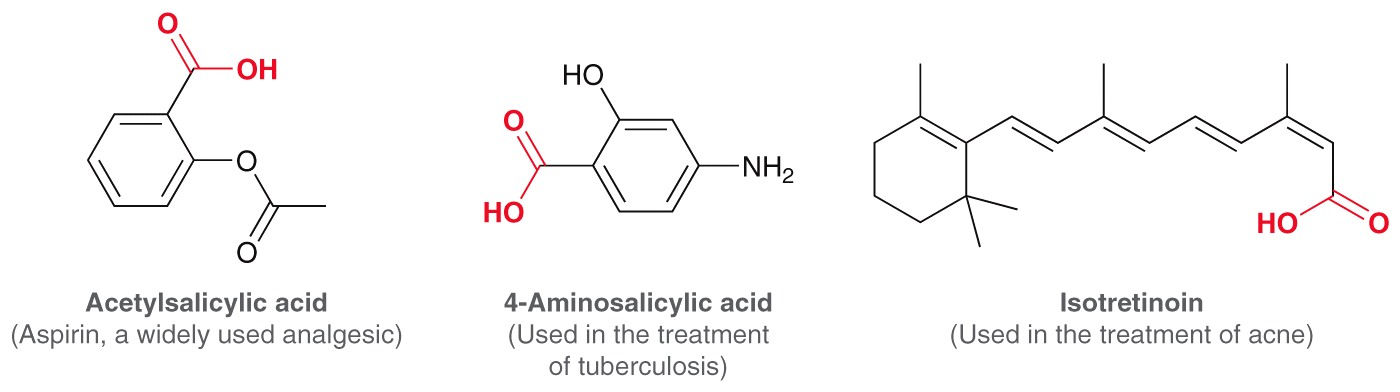 O
OH
O
O
Acetylsalicylic acid
(Aspirin, a widely used analgesic)
HO
O
HO
NH2
4-Aminosalicylic acid
(Used in the treatment
of tuberculosis)
HO
O
Isotretinoin
(Used in the treatment of acne)